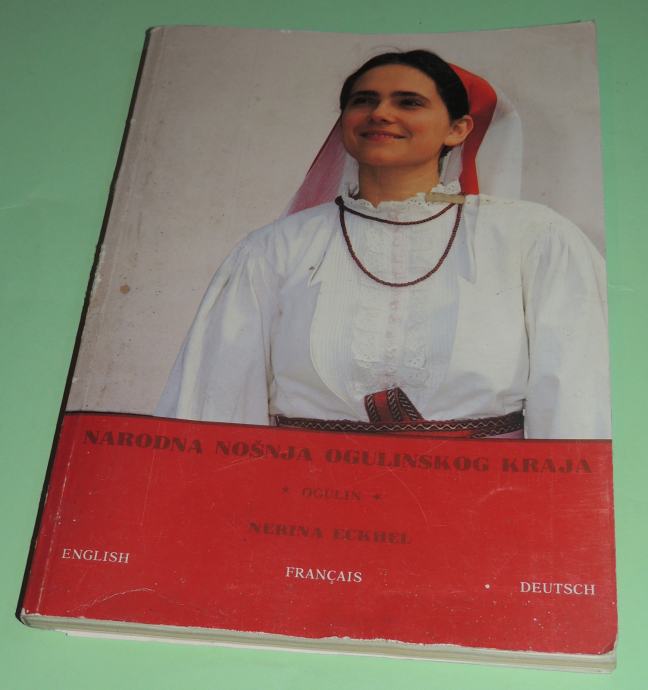 NARODNA NOŠNJA OGULINSKOG KRAJA
* OGULIN *
NERINA ECKHEL
ENGLISH
FRANÇAIS
DEUTSCH